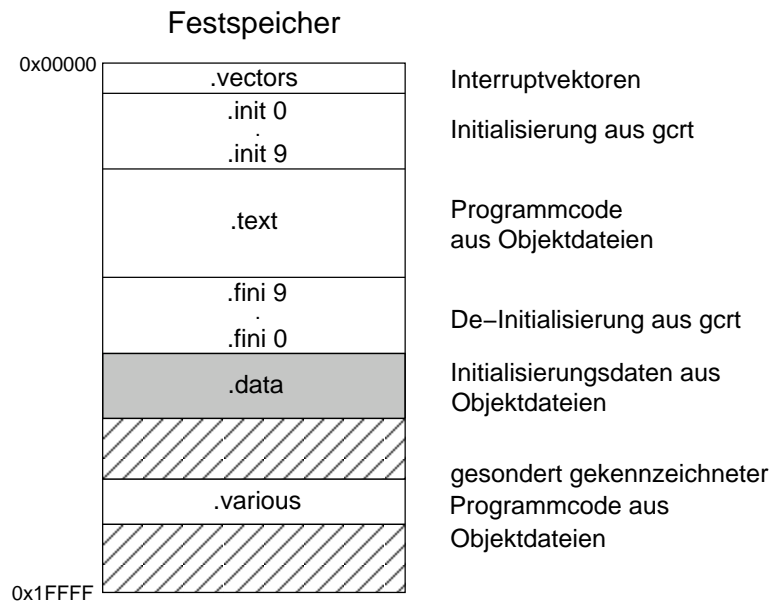 Festspeicher
0x00000
.vectors
Interruptvektoren
.init 0
.
.init 9
Initialisierung aus gcrt
.text
Programmcode
aus Objektdateien
.fini 9
.
.fini 0
De−Initialisierung aus gcrt
.data
Initialisierungsdaten aus
Objektdateien
.various
gesondert gekennzeichneter
Programmcode aus
Objektdateien
0x1FFFF